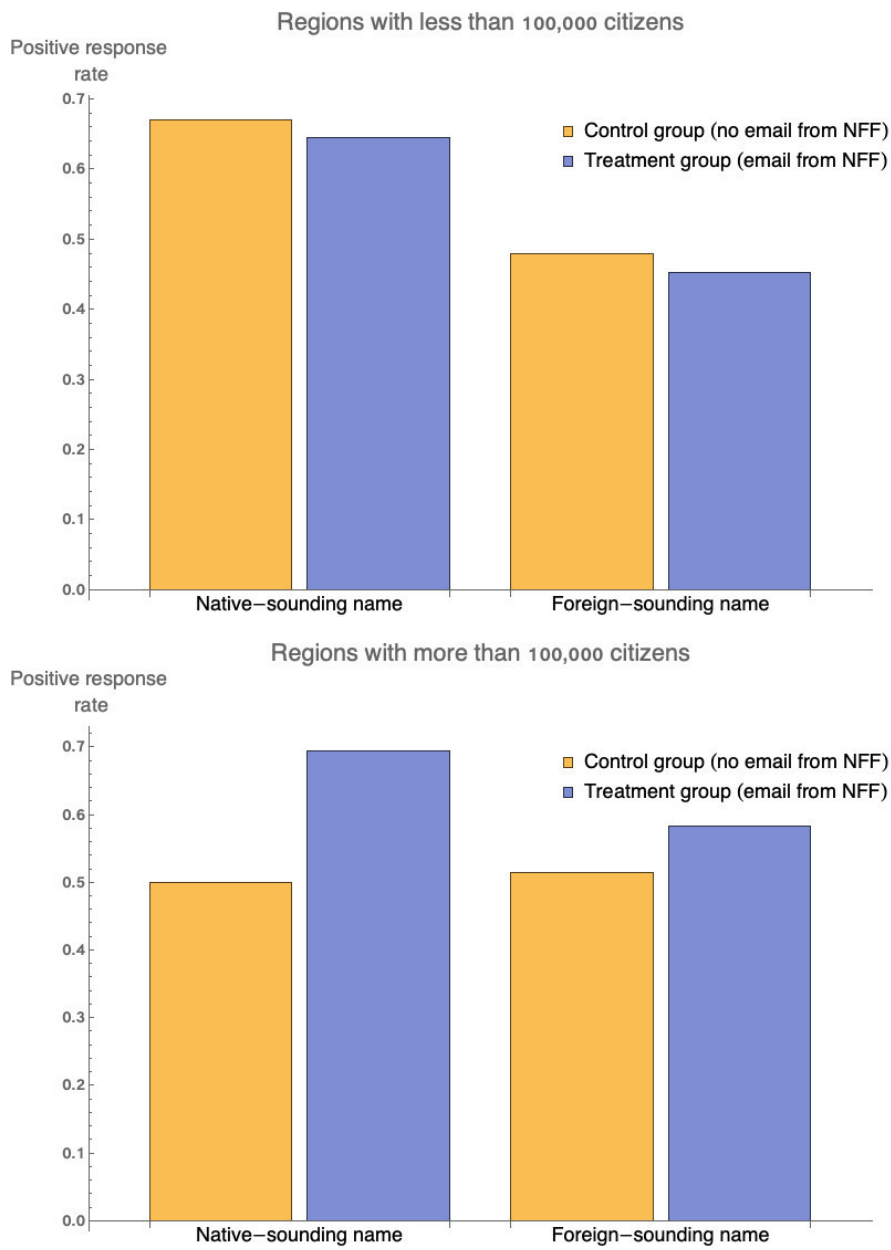 Regions with less than 100,000 citizens
Positive response
rate
0.7
Control group (no email from NFF)
Treatment group (email from NFF)
0.6
0.5
0.4
0.3
0.2
0.1
0.0
Native−sounding name
Foreign−sounding name
Regions with more than 100,000 citizens
Positive response
rate
0.7
Control group (no email from NFF)
Treatment group (email from NFF)
0.6
0.5
0.4
0.3
0.2
0.1
0.0
Native−sounding name
Foreign−sounding name